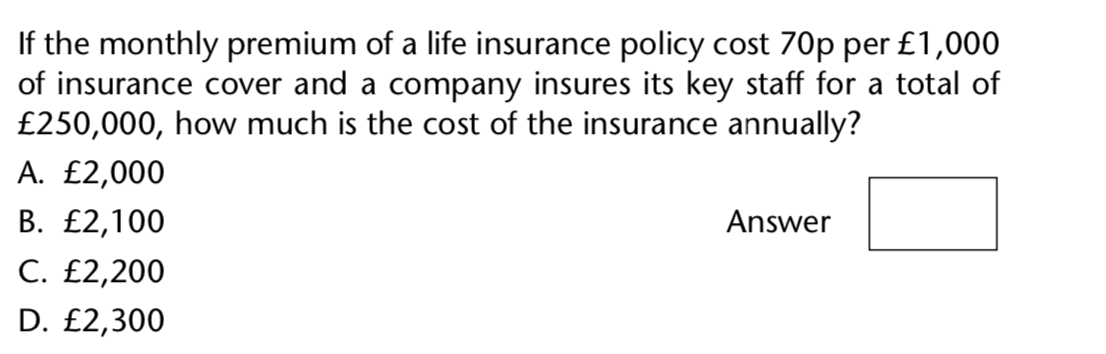 If the monthly premium of a life insurance policy cost 70p per £1,000
of insurance cover and a company insures its key staff for a total of
£250,000, how much is the cost of the insurance annually?
A. £2,000
B. £2,100
Answer
C. £2,200
D. £2,300